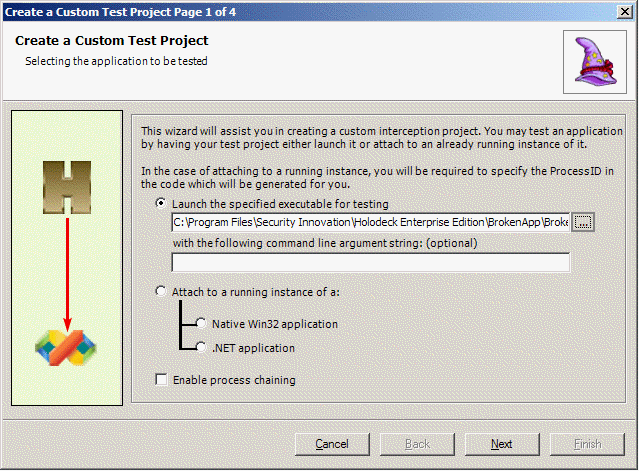 Create a Custom Test Project Page 1 of 4
Create a Custom Test Project
Selecting the application to be tested
This wizard will assist you in creating a custom interception project. You may test an application
by having your test project either launch it or attach to an already running instance of it.
In the case of attaching to a running instance, you will be required to specify the ProcessID in
the code which will be generated for you.
Launch the specified executable for testing
C:\Program Files\Security Innovation\Holodeck Enterprise Edition\BrokenApp\Broke
...
with the following command line argument string: (optional)
Attach to a running instance of a:
Native Win32 application
.NET application
Enable process chaining
Cancel
Back
Next
Finish